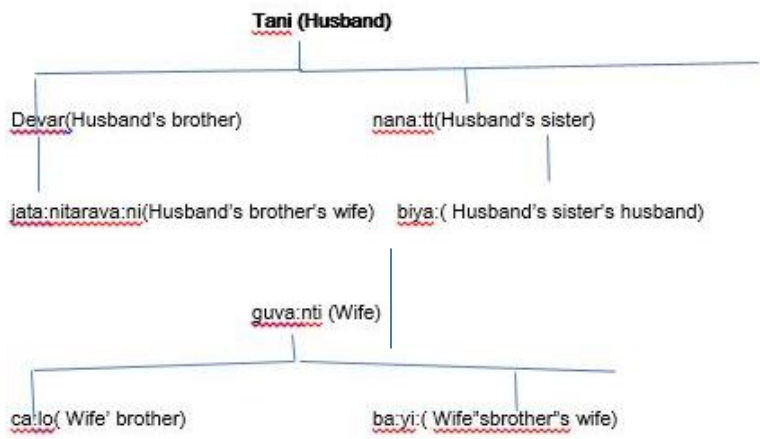 Tani (Husband)
Devar(Husband's brother) nana:tt(Husband's sister)
jata:nitarava:ni(Husband's brother's wife) biya:( Husband's sister's husband)
guva:nti (Wife)
ca:lo( Wife' brother) ba:yi:( Wife"sbrother"s wife)